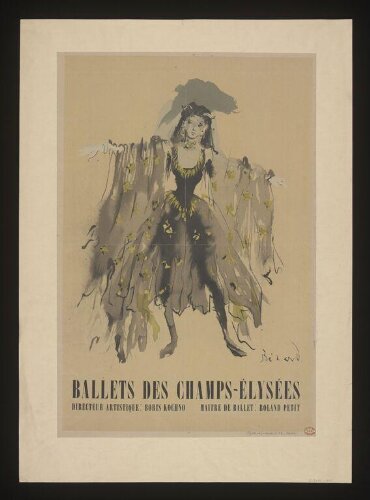 Bérard
BALLETS DES CHAMPS-ÉLYSÉES
DIRECTEUR ARTISTIQUE: BORIS KOCHNO MAITRE DE BALLET: ROLAND PETIT